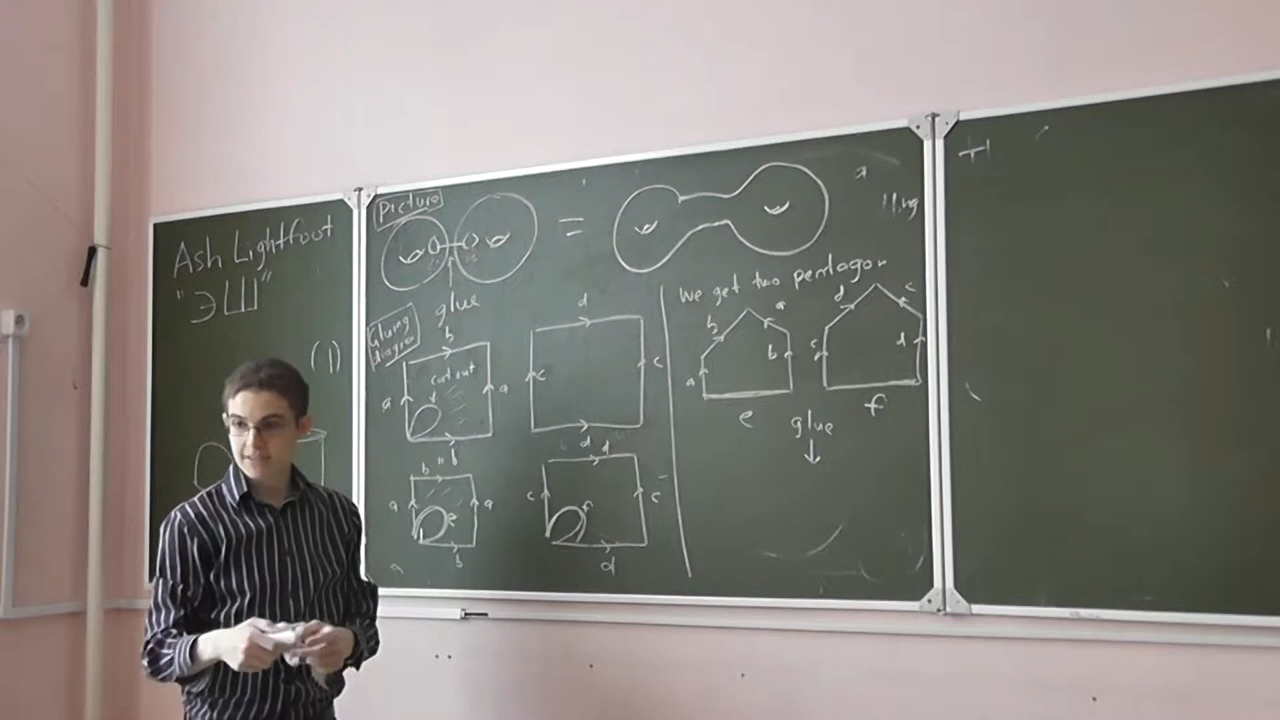 Ash Lightfoot
"ЭШ"
(1)
Picture
=
glue
Gluing
diagram
b
a
cut out
a
b
d
c
c
d
b
a
e
a
b
d
c
f
c
d
We get two pentagon
b
a
a
b
e
d
c
c
d
f
glue